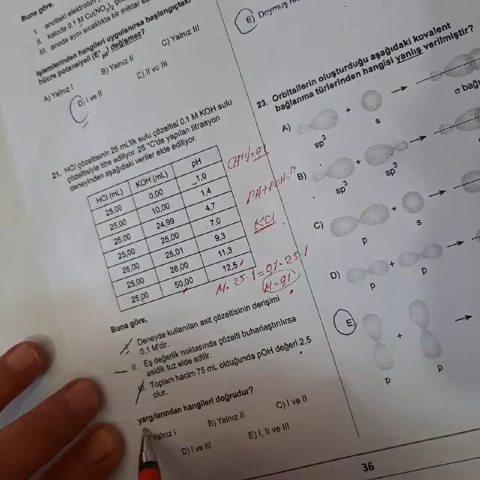 Buna göre,
I. anottaki elektrotun
II. katoda 0,1 M Cu(NO₃)₂
III. anoda aynı sıcaklıkta bir miktar
işlemlerinden hangileri uygulanırsa başlangıçtaki
hücre potansiyeli değişmez?
A) Yalnız I
B) Yalnız II
C) Yalnız III
D) I ve II
E) II ve III
21. HCl çözeltisinin 25 mL'lik sulu çözeltisi 0,1 M KOH sulu
çözeltisiyle titre ediliyor. 25 °C'de yapılan titrasyon
deneyinden aşağıdaki veriler elde ediliyor.
HCl (mL) KOH (mL) pH
25,00 0,00 1,0
25,00 10,00 1,4
25,00 24,99 4,7
25,00 25,00 7,0
25,00 25,01 9,3
25,00 26,00 11,3
25,00 50,00 12,5
KCl
Buna göre,
I. Deneyde kullanılan asit çözeltisinin derişimi
0,1 M'dir.
II. Eş değerlik noktasında çözelti buharlaştırılırsa
asidik tuz elde edilir.
III. Toplam hacim 75 mL olduğunda pOH değeri 2,5
olur.
yargılarından hangileri doğrudur?
Yalnız I
B) Yalnız II
C) I ve II
D) I ve III
E) I, II ve III
E) Doymuş
23. Orbitallerin oluşturduğu aşağıdaki kovalent
bağlanma türlerinden hangisi yanlış verilmiştir?
A) + →
sp³ s
σ bağı
B) + →
sp³ sp³
C) + →
p s
D) + →
p p
E) + →
36